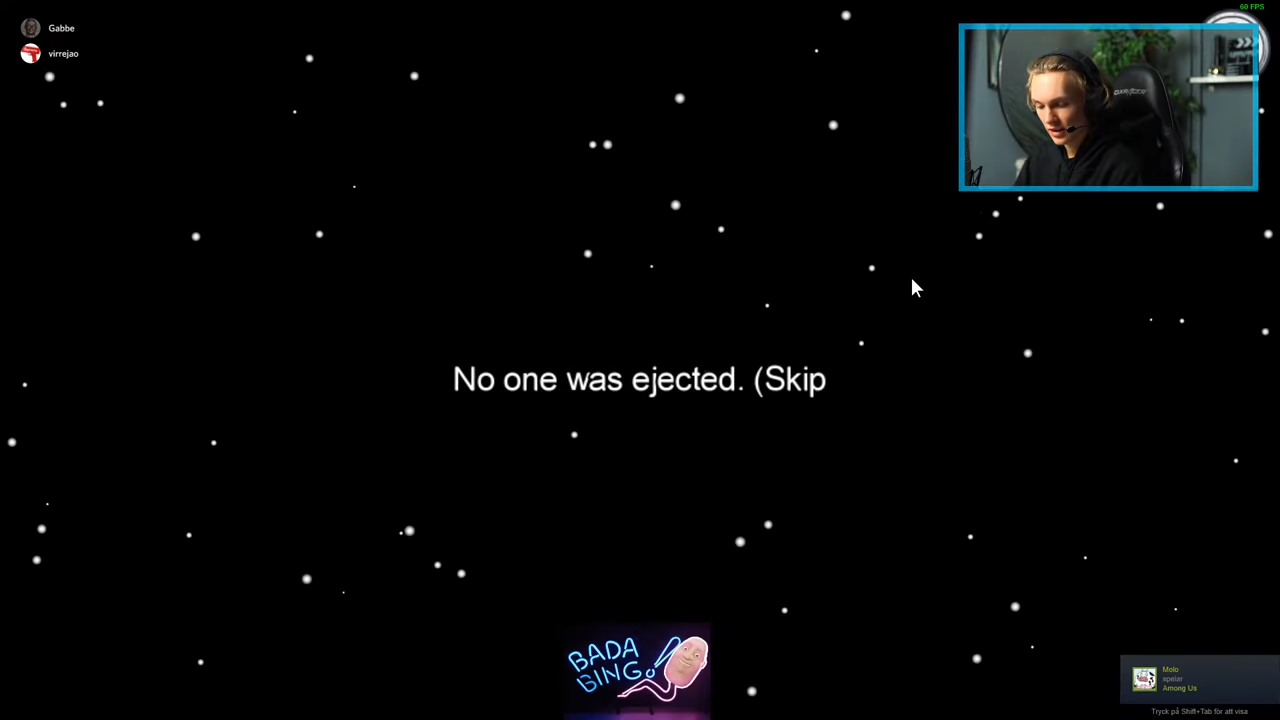 60 FPS
Gabbe
virrejao
No one was ejected. (Skip
BADA
BING
Molo
spelar
Among Us
Tryck på Shift+Tab för att visa